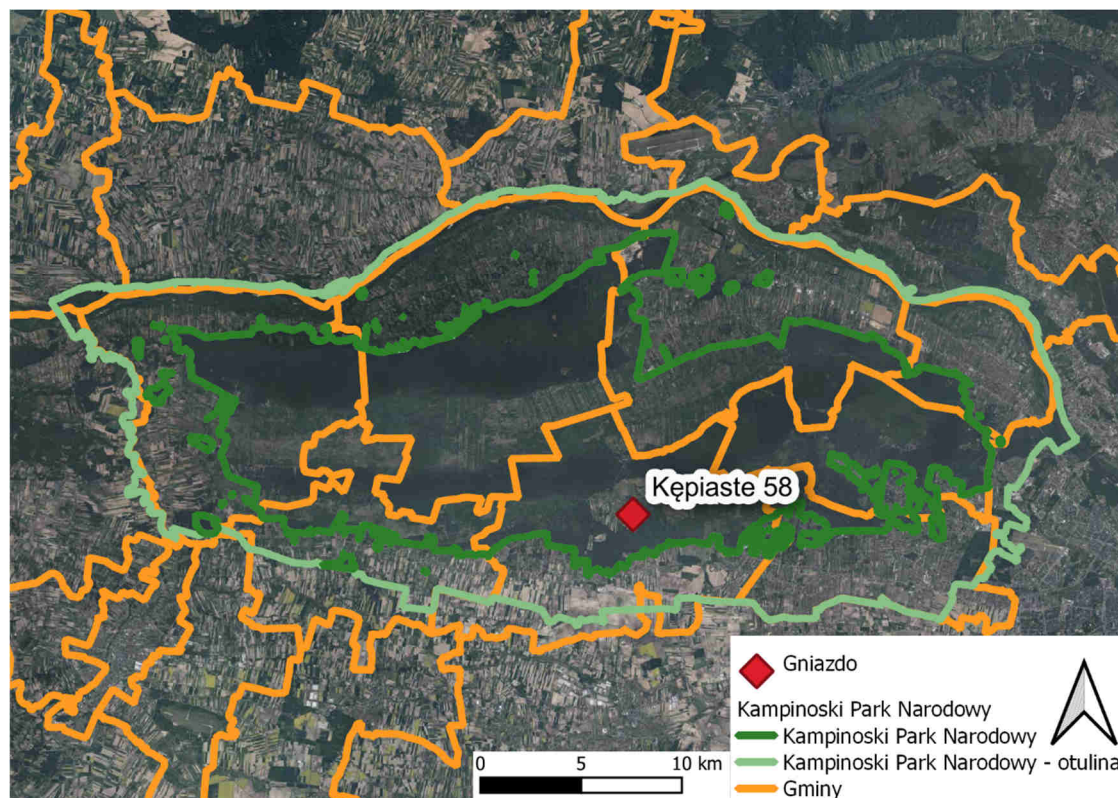 Kępiaste 58
Gniazdo
Kampinoski Park Narodowy
Kampinoski Park Narodowy
Kampinoski Park Narodowy - otulina
Gminy
0 5 10 km